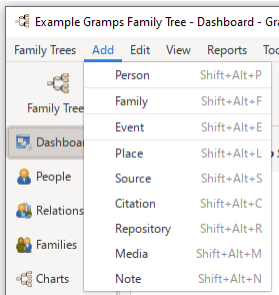 Example Gramps Family Tree - Dashboard - Gra
Family Trees Add Edit View Reports Too
Person Shift+Alt+P
Family Tree
Family Shift+Alt+F
Event Shift+Alt+E
Dashboar
Place Shift+Alt+L
People
Source Shift+Alt+S
Citation Shift+Alt+C
Relations
Repository Shift+Alt+R
Families
Media Shift+Alt+M
Charts
Note Shift+Alt+N